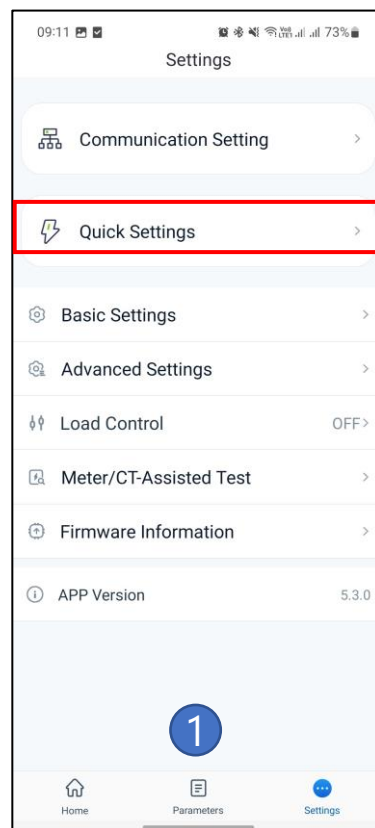 09:11 73%
Settings
Communication Setting
Quick Settings
Basic Settings
Advanced Settings
Load Control OFF
Meter/CT-Assisted Test
Firmware Information
APP Version 5.3.0
1
Home Parameters Settings